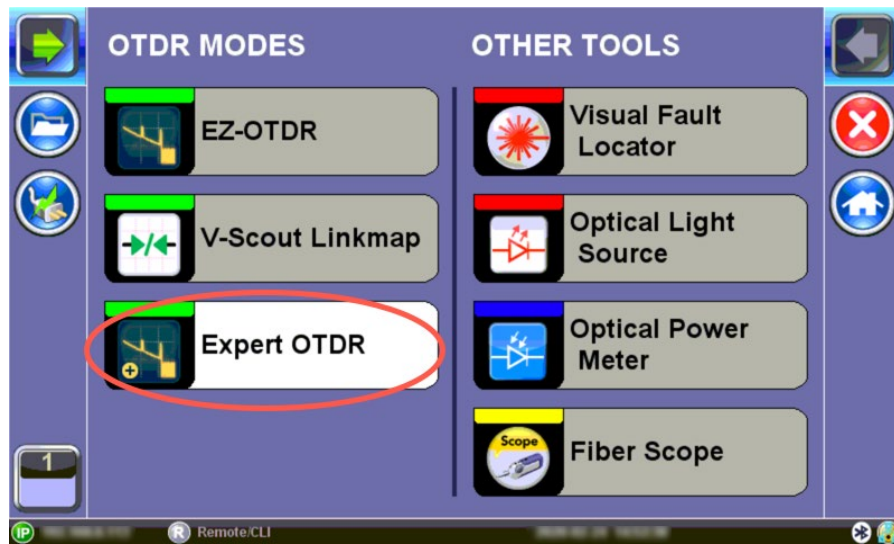 OTDR MODES
EZ-OTDR
V-Scout Linkmap
Expert OTDR
OTHER TOOLS
Visual Fault
Locator
Optical Light
Source
Optical Power
Meter
Scope
Fiber Scope
1
IP
R Remote/CLI